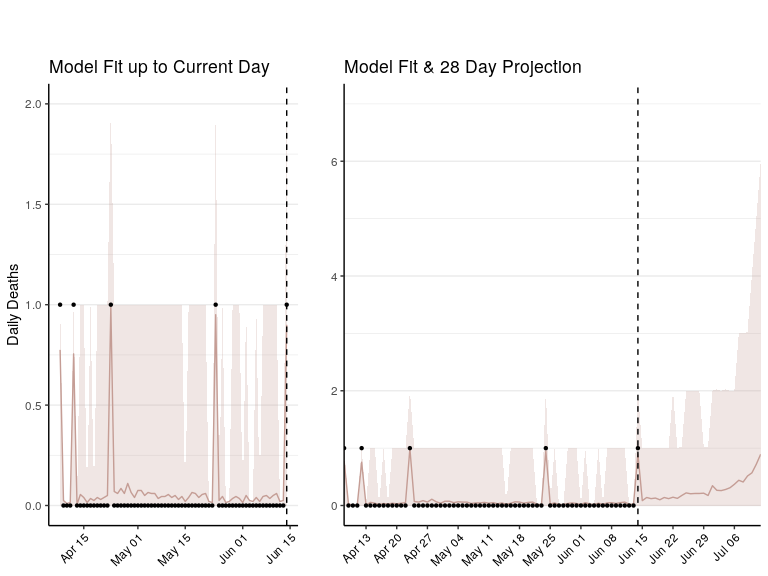 Model Fit up to Current Day
Model Fit & 28 Day Projection
Daily Deaths
2.0
1.5
1.0
0.5
0.0
Apr 15
May 01
May 15
Jun 01
Jun 15
6
4
2
0
Apr 13
Apr 20
Apr 27
May 04
May 11
May 18
May 25
Jun 01
Jun 08
Jun 15
Jun 22
Jun 29
Jul 06